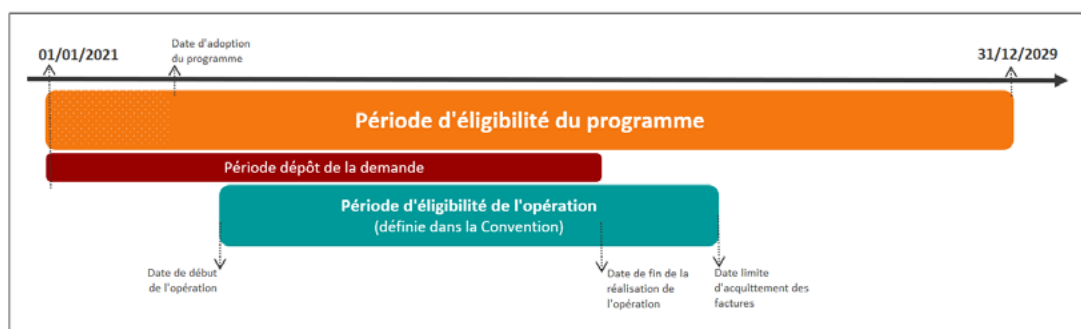 01/01/2021
Date d'adoption
du programme
31/12/2029
Période d'éligibilité du programme
Période dépôt de la demande
Période d'éligibilité de l'opération
(définie dans la Convention)
Date de début
de l'opération
Date de fin de la
réalisation de
l'opération
Date limite
d'acquittement des
factures